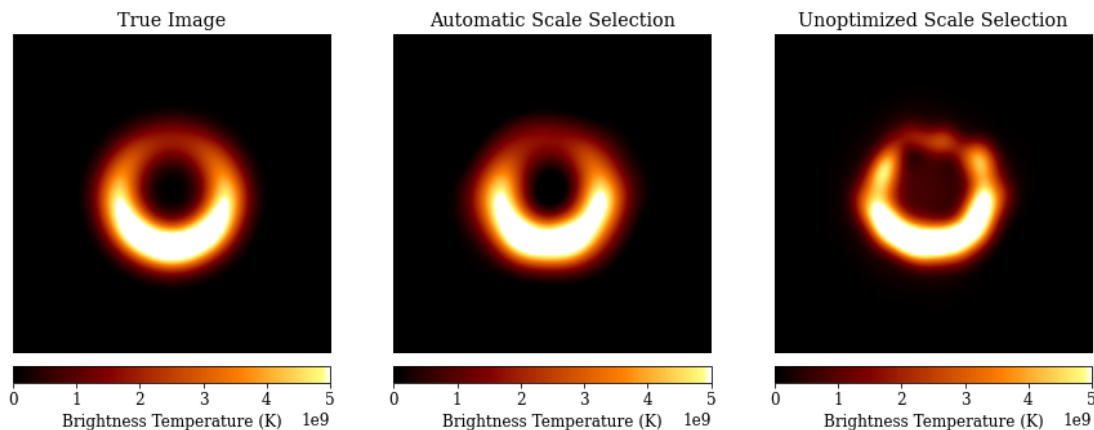 True Image
Automatic Scale Selection
Unoptimized Scale Selection
0 1 2 3 4 5
0 1 2 3 4 5
0 1 2 3 4 5
Brightness Temperature (K) 1e9
Brightness Temperature (K) 1e9
Brightness Temperature (K) 1e9